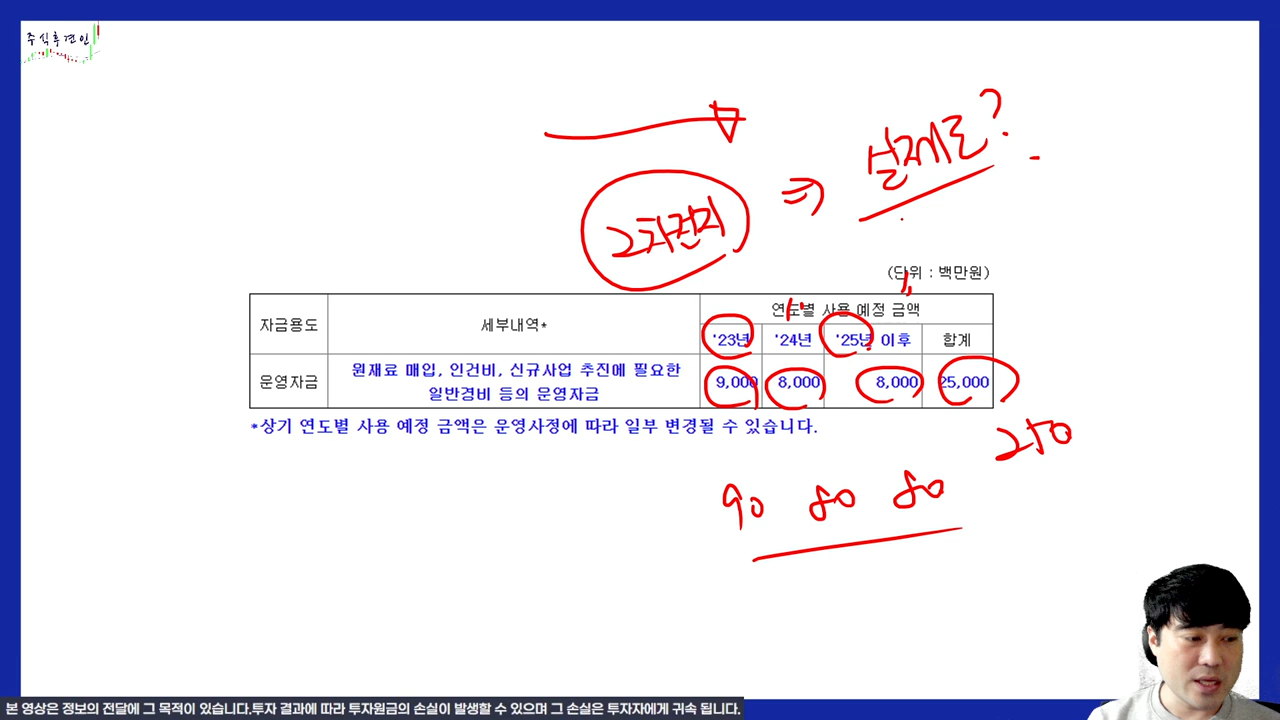 주식후견인
실제로?
2차전지 ⇒
(단위 : 백만원)
자금용도 세부내역* 연도별 사용 예정 금액
'23년 '24년 '25년 이후 합계
운영자금 원재료 매입, 인건비, 신규사업 추진에 필요한 9,000 8,000 8,000 25,000
일반경비 등의 운영자금
*상기 연도별 사용 예정 금액은 운영사정에 따라 일부 변경될 수 있습니다.
250
90 80 80
본 영상은 정보의 전달에 그 목적이 있습니다.투자 결과에 따라 투자원금의 손실이 발생할 수 있으며 그 손실은 투자자에게 귀속 됩니다.